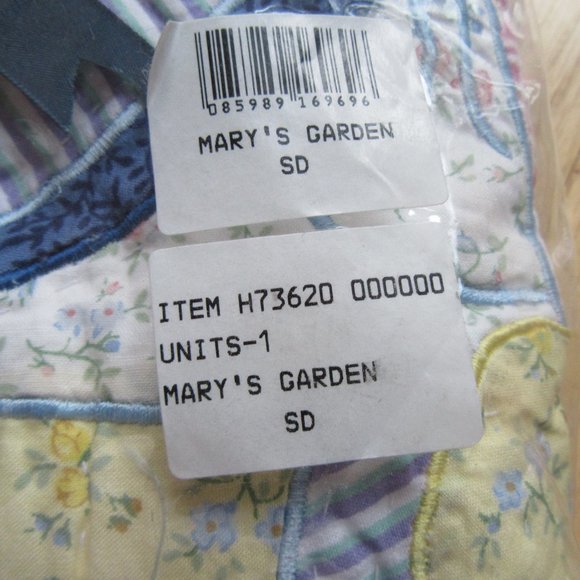 085989 169696
MARY'S GARDEN
SD
ITEM H73620 000000
UNITS-1
MARY'S GARDEN
SD